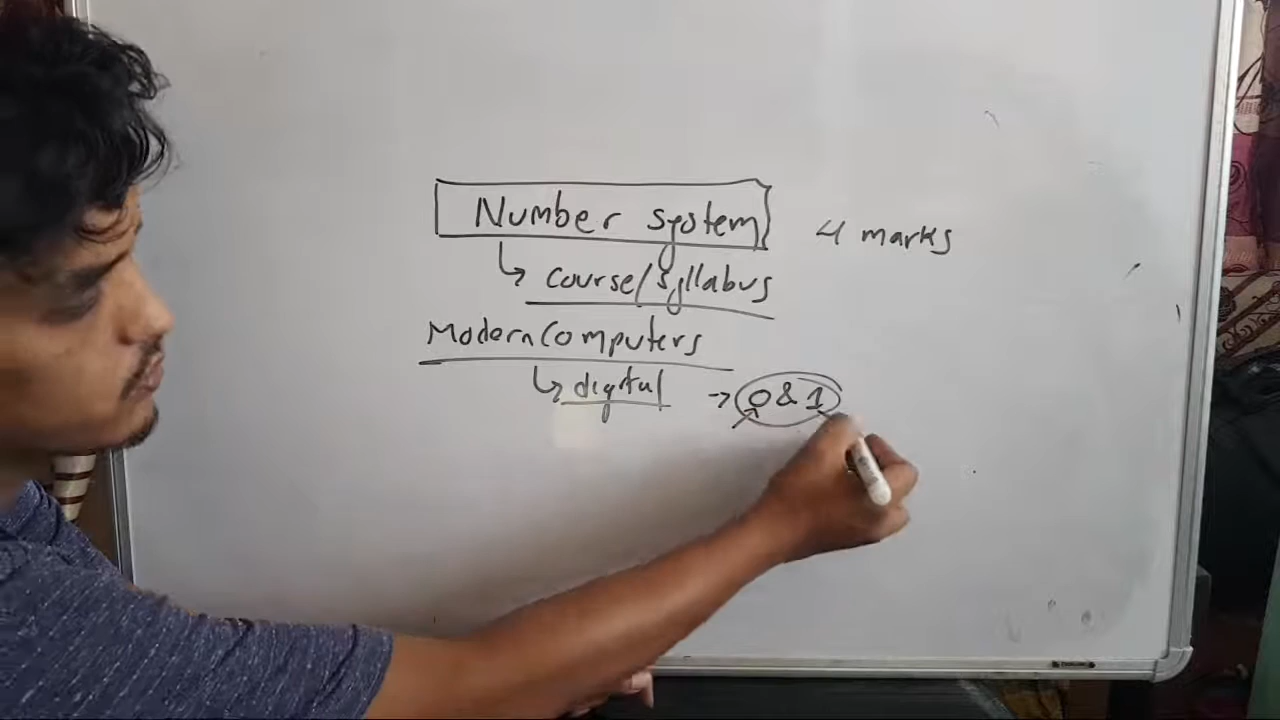 Number system
4 marks
↳ course/syllabus
Modern Computers
↳ digital → 0 & 1